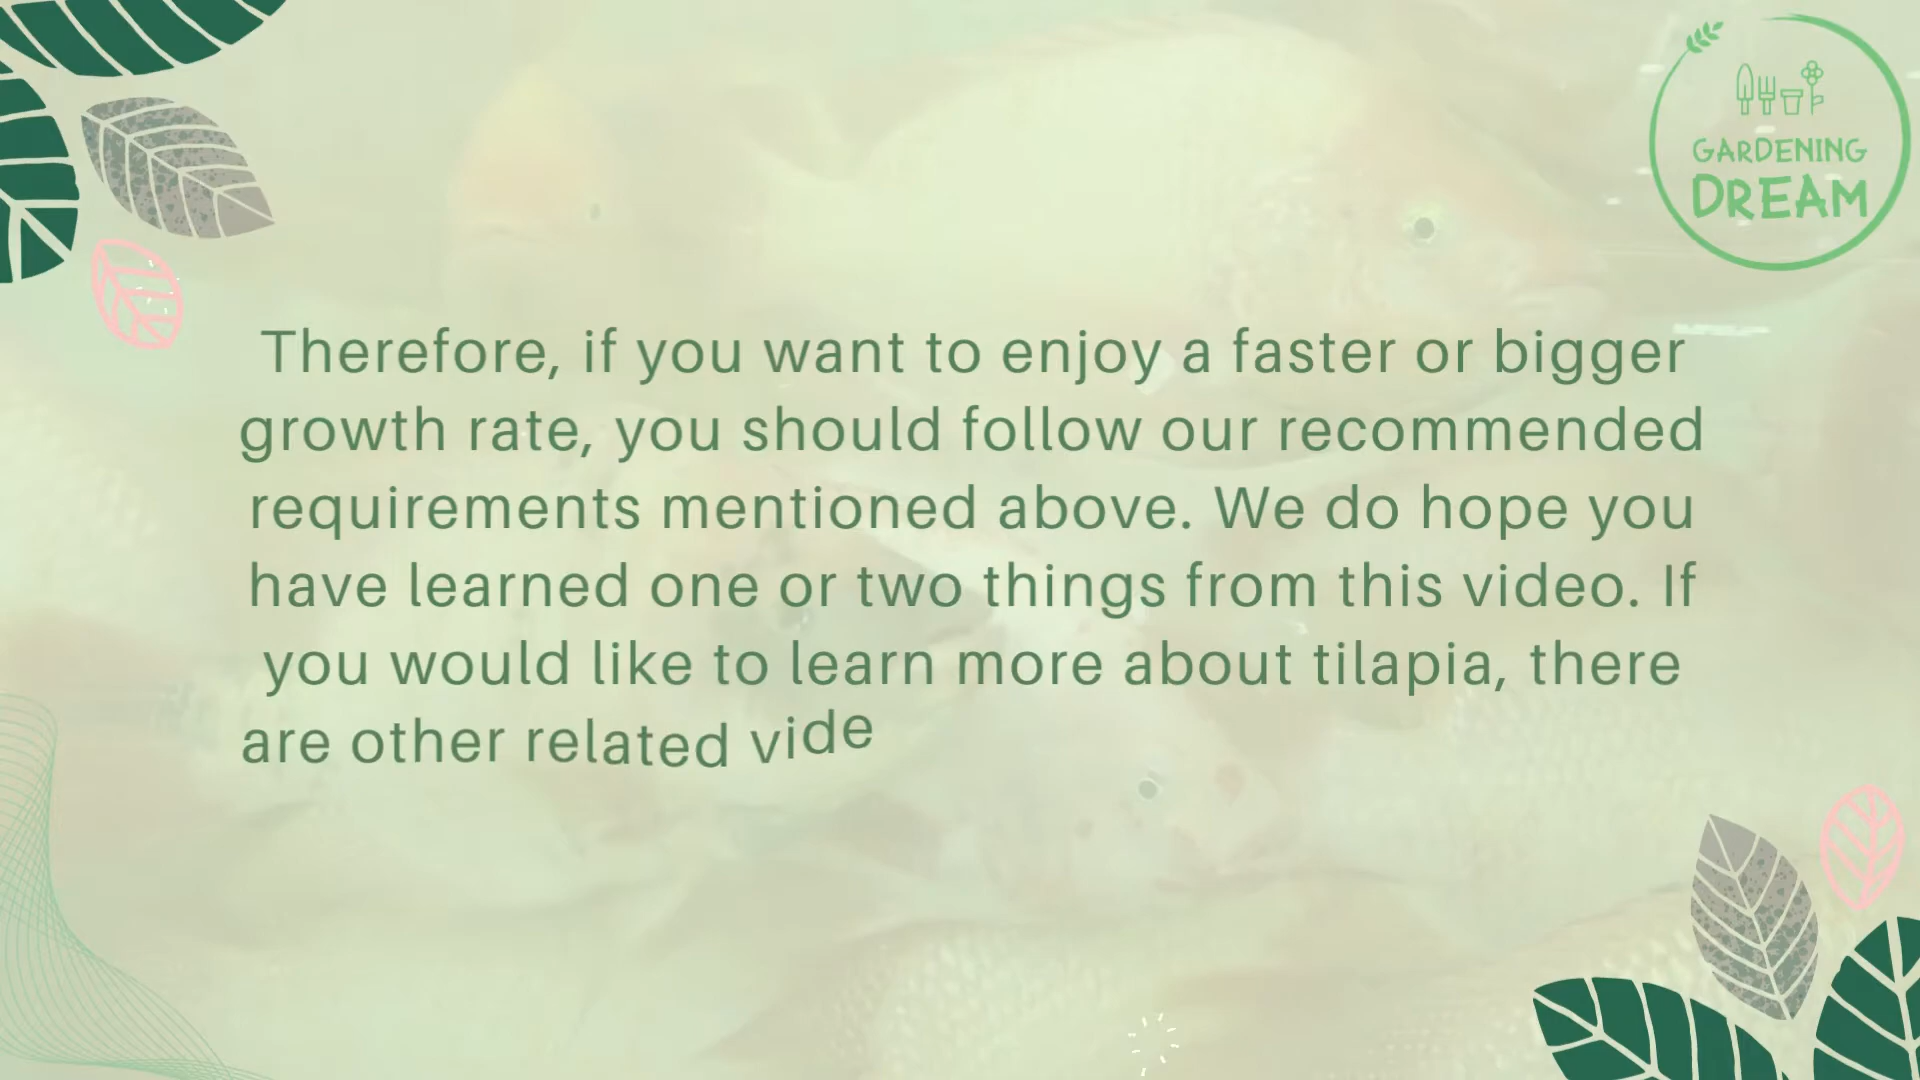 GARDENING
DREAM
Therefore, if you want to enjoy a faster or bigger
growth rate, you should follow our recommended
requirements mentioned above. We do hope you
have learned one or two things from this video. If
you would like to learn more about tilapia, there
are other related vide